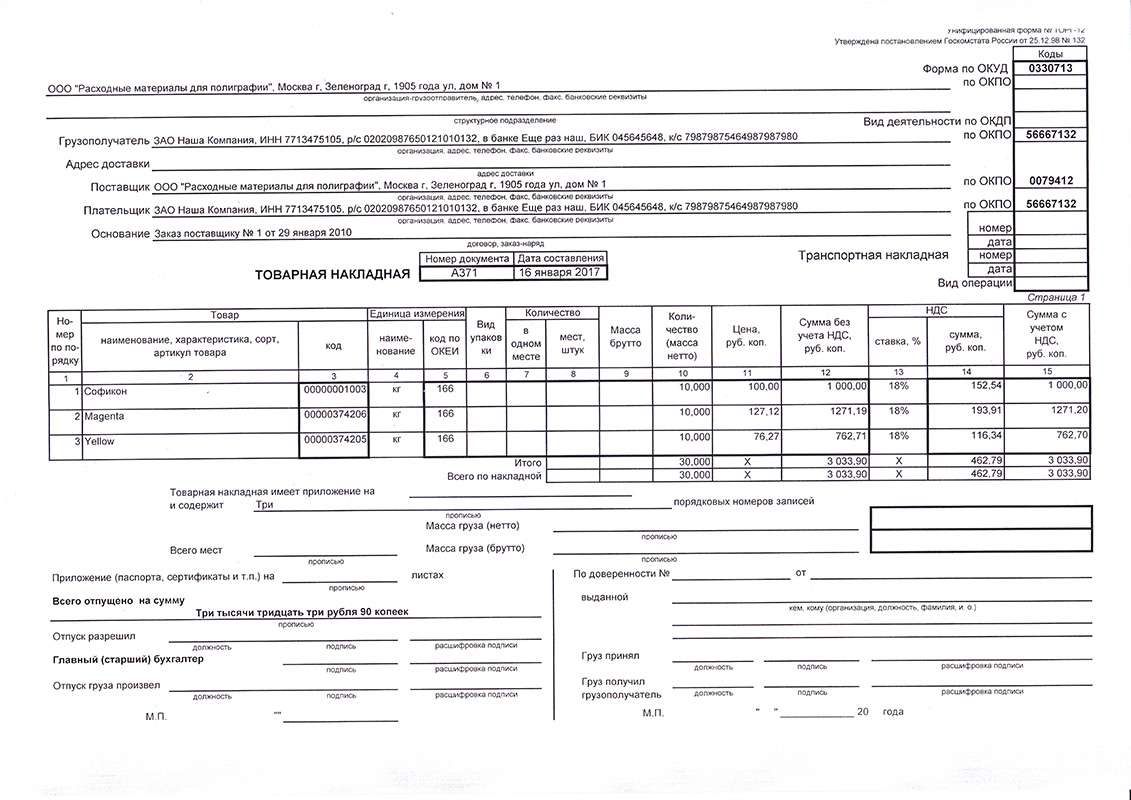 Унифицированная форма № ТОРГ-12
Утверждена постановлением Госкомстата России от 25.12.98 № 132
Коды
Форма по ОКУД 0330713
ООО "Расходные материалы для полиграфии", Москва г, Зеленоград г, 1905 года ул, дом № 1 по ОКПО
организация-грузоотправитель, адрес, телефон, факс, банковские реквизиты
структурное подразделение
Вид деятельности по ОКДП
Грузополучатель ЗАО Наша Компания, ИНН 7713475105, р/с 02020987650121010132, в банке Еще раз наш, БИК 045645648, к/с 79879875464987987980 по ОКПО 56667132
организация, адрес, телефон, факс, банковские реквизиты
Адрес доставки
адрес доставки
Поставщик ООО "Расходные материалы для полиграфии", Москва г, Зеленоград г, 1905 года ул, дом № 1 по ОКПО 0079412
организация, адрес, телефон, факс, банковские реквизиты
Плательщик ЗАО Наша Компания, ИНН 7713475105, р/с 02020987650121010132, в банке Еще раз наш, БИК 045645648, к/с 79879875464987987980 по ОКПО 56667132
организация, адрес, телефон, факс, банковские реквизиты
Основание Заказ поставщику № 1 от 29 января 2010 номер
договор, заказ-наряд дата
Номер документа Дата составления Транспортная накладная номер
ТОВАРНАЯ НАКЛАДНАЯ А371 16 января 2017 дата
Вид операции
Страница 1
Но-мер по по-рядку Товар Единица измерения Вид упаков ки Количество Масса брутто Коли-чество (масса нетто) Цена, руб. коп. Сумма без учета НДС, руб. коп. НДС Сумма с учетом НДС, руб. коп.
наименование, характеристика, сорт, артикул товара код наиме-нование код по ОКЕИ в одном месте мест, штук ставка, % сумма, руб. коп.
1 2 3 4 5 6 7 8 9 10 11 12 13 14 15
1 Софикон 00000001003 кг 166 10,000 100,00 1 000,00 18% 152,54 1 000,00
2 Magenta 00000374206 кг 166 10,000 127,12 1271,19 18% 193,91 1271,20
3 Yellow 00000374205 кг 166 10,000 76,27 762,71 18% 116,34 762,70
Итого 30,000 X 3 033,90 X 462,79 3 033,90
Всего по накладной 30,000 X 3 033,90 X 462,79 3 033,90
Товарная накладная имеет приложение на
и содержит Три порядковых номеров записей
прописью
Масса груза (нетто)
прописью
Всего мест Масса груза (брутто)
прописью прописью
Приложение (паспорта, сертификаты и т.п.) на листах
прописью
Всего отпущено на сумму
Три тысячи тридцать три рубля 90 копеек
прописью
Отпуск разрешил
должность подпись расшифровка подписи
Главный (старший) бухгалтер
подпись расшифровка подписи
Отпуск груза произвел
должность подпись расшифровка подписи
М.П. ""
По доверенности № от
выданной
кем, кому (организация, должность, фамилия, и. о.)
Груз принял
должность подпись расшифровка подписи
Груз получил
грузополучатель
должность подпись расшифровка подписи
М.П. " " 20 года